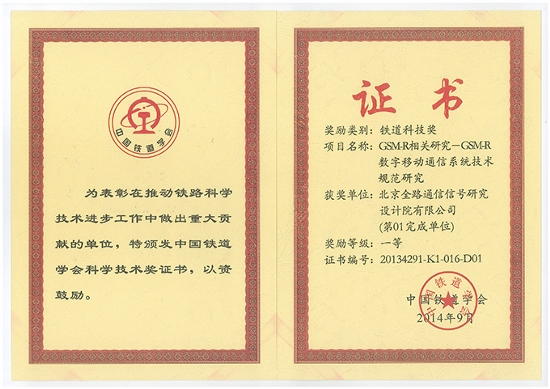 中国铁道学会
为表彰在推动铁路科学
技术进步工作中做出重大贡
献的单位，特颁发中国铁道
学会科学技术奖证书，以资
鼓励。
证书
奖励类别：铁道科技奖
项目名称：GSM-R相关研究－GSM-R
数字移动通信系统技术
规范研究
获奖单位：北京全路通信信号研究
设计院有限公司
(第01完成单位)
奖励等级：一等
证书编号：20134291-K1-016-D01
中国铁道学会
2014年9月
中国铁道学会